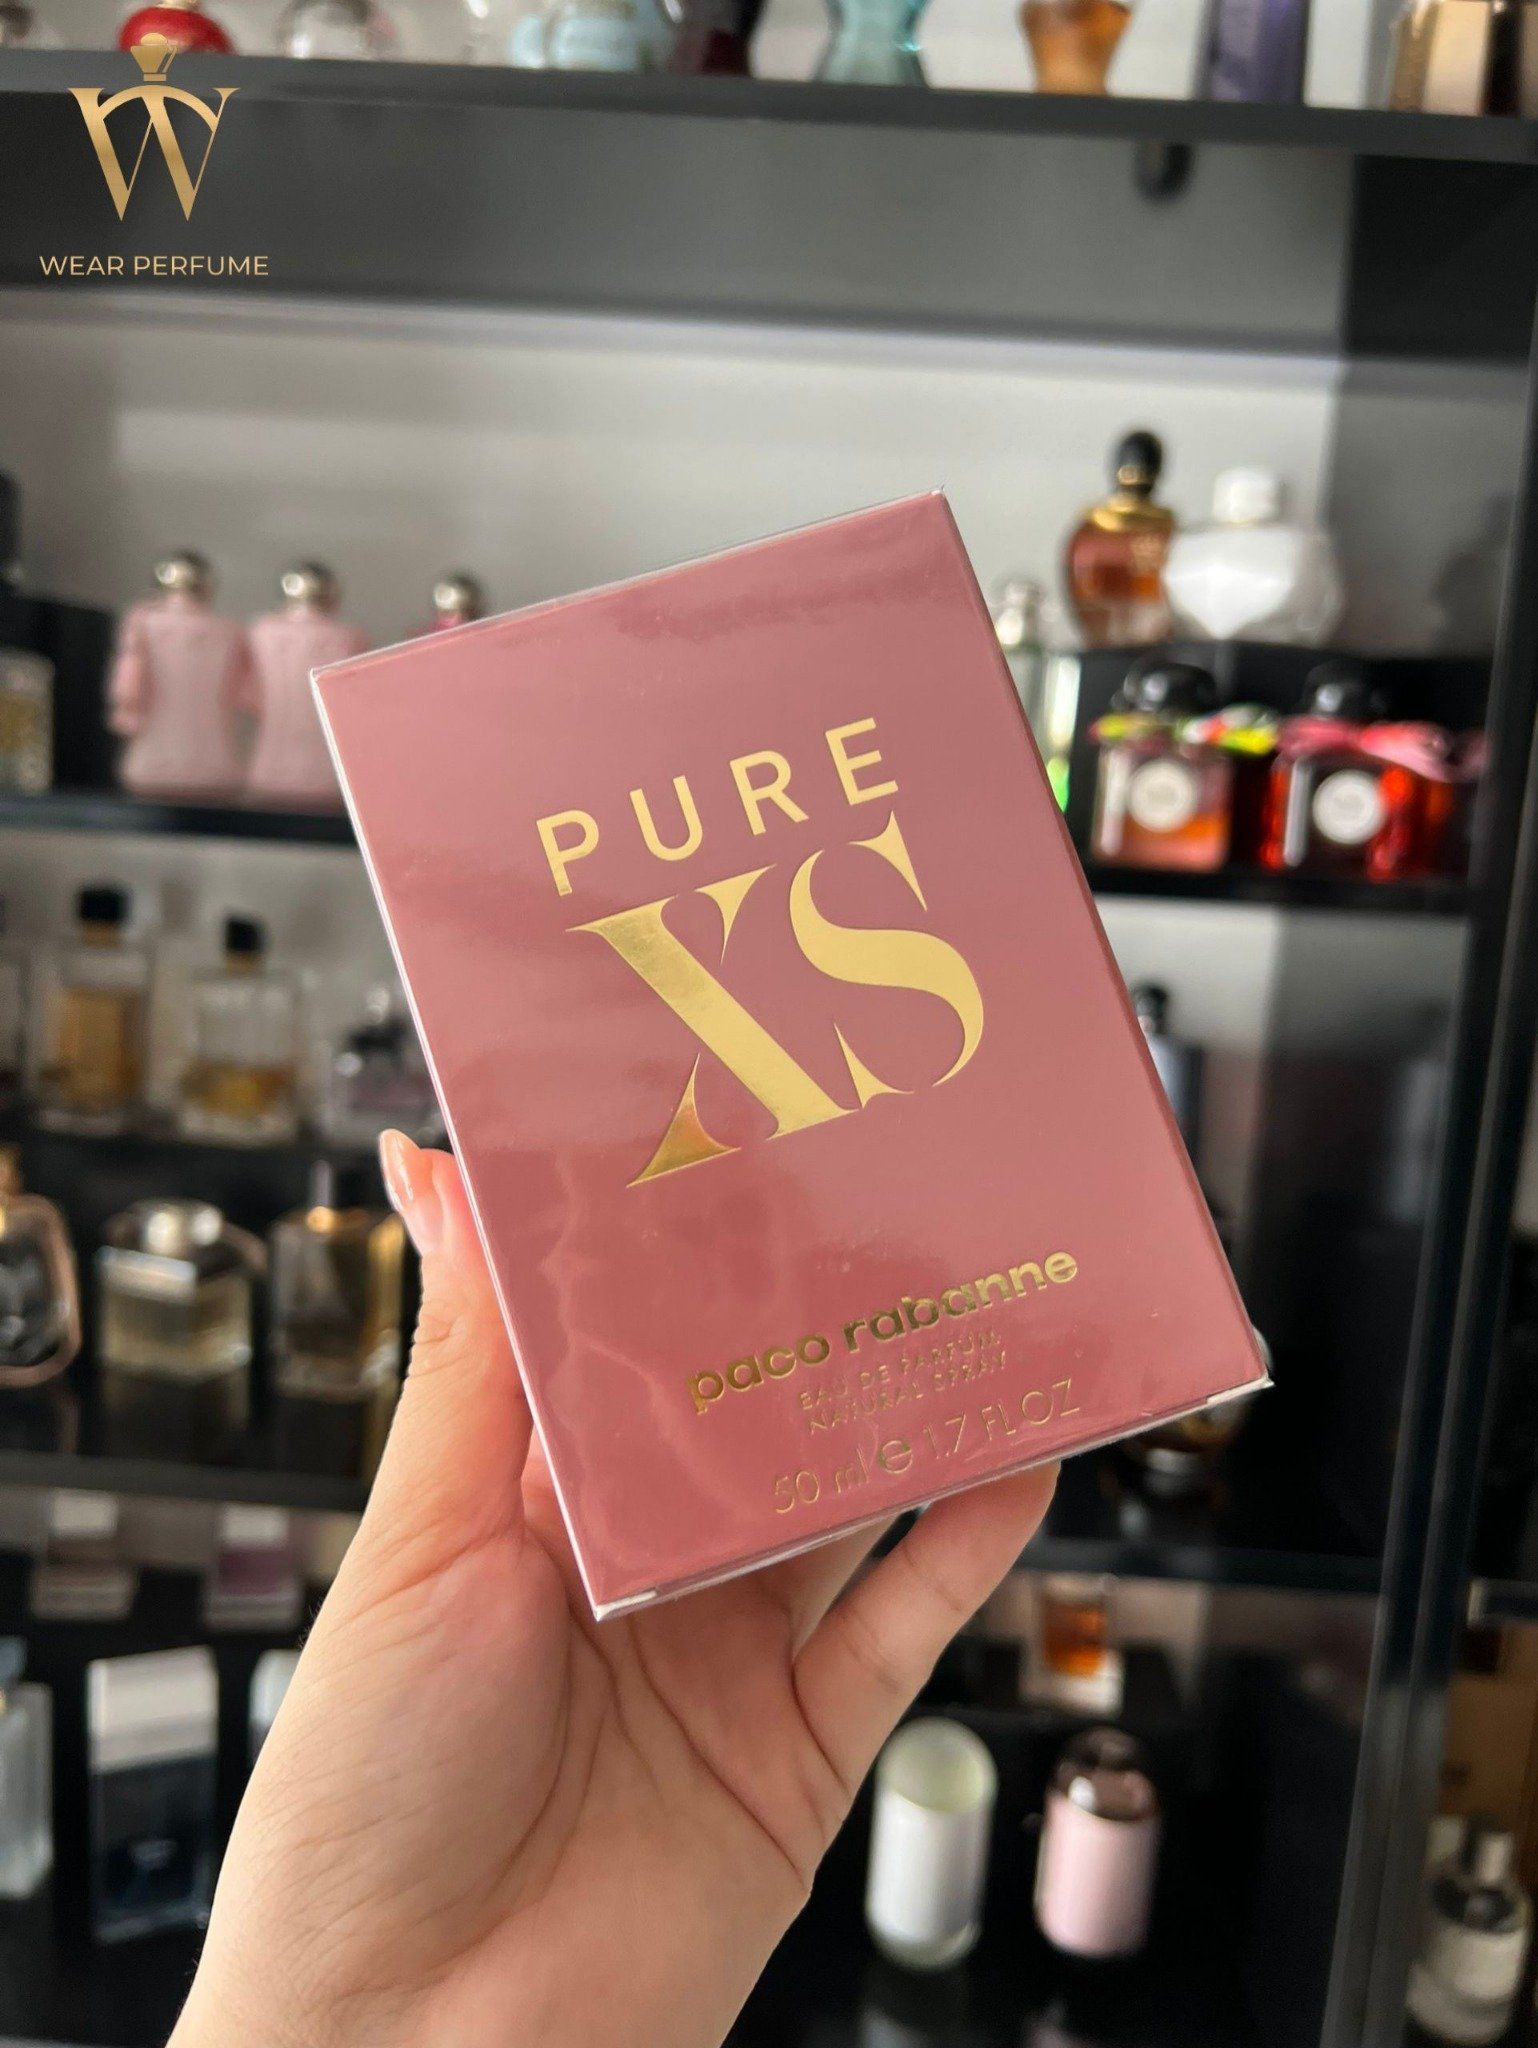 WEAR PERFUME
PURE
XS
paco rabanne
EAU DE PARFUM
NATURAL SPRAY
50 ml e 1.7 FL.OZ